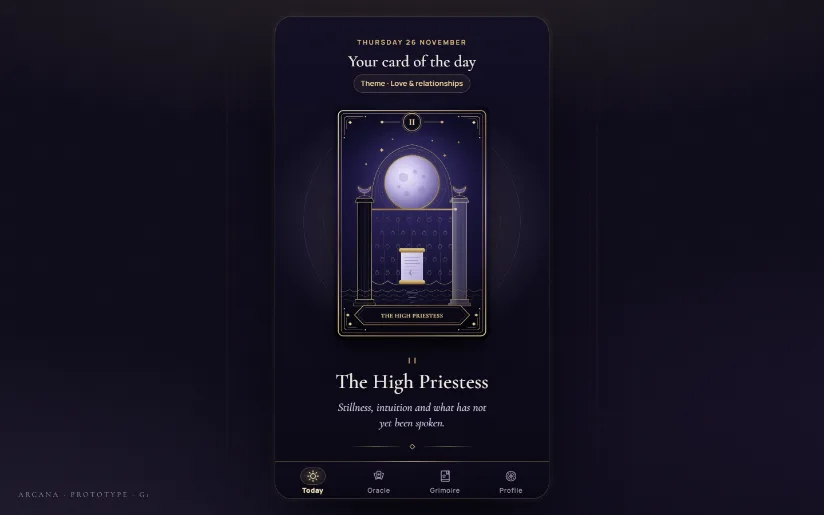 THURSDAY 26 NOVEMBER
Your card of the day
Theme · Love & relationships
II
THE HIGH PRIESTESS
II
The High Priestess
Stillness, intuition and what has not
yet been spoken.
Today
Oracle
Grimoire
Profile
ARCANA · PROTOTYPE ·